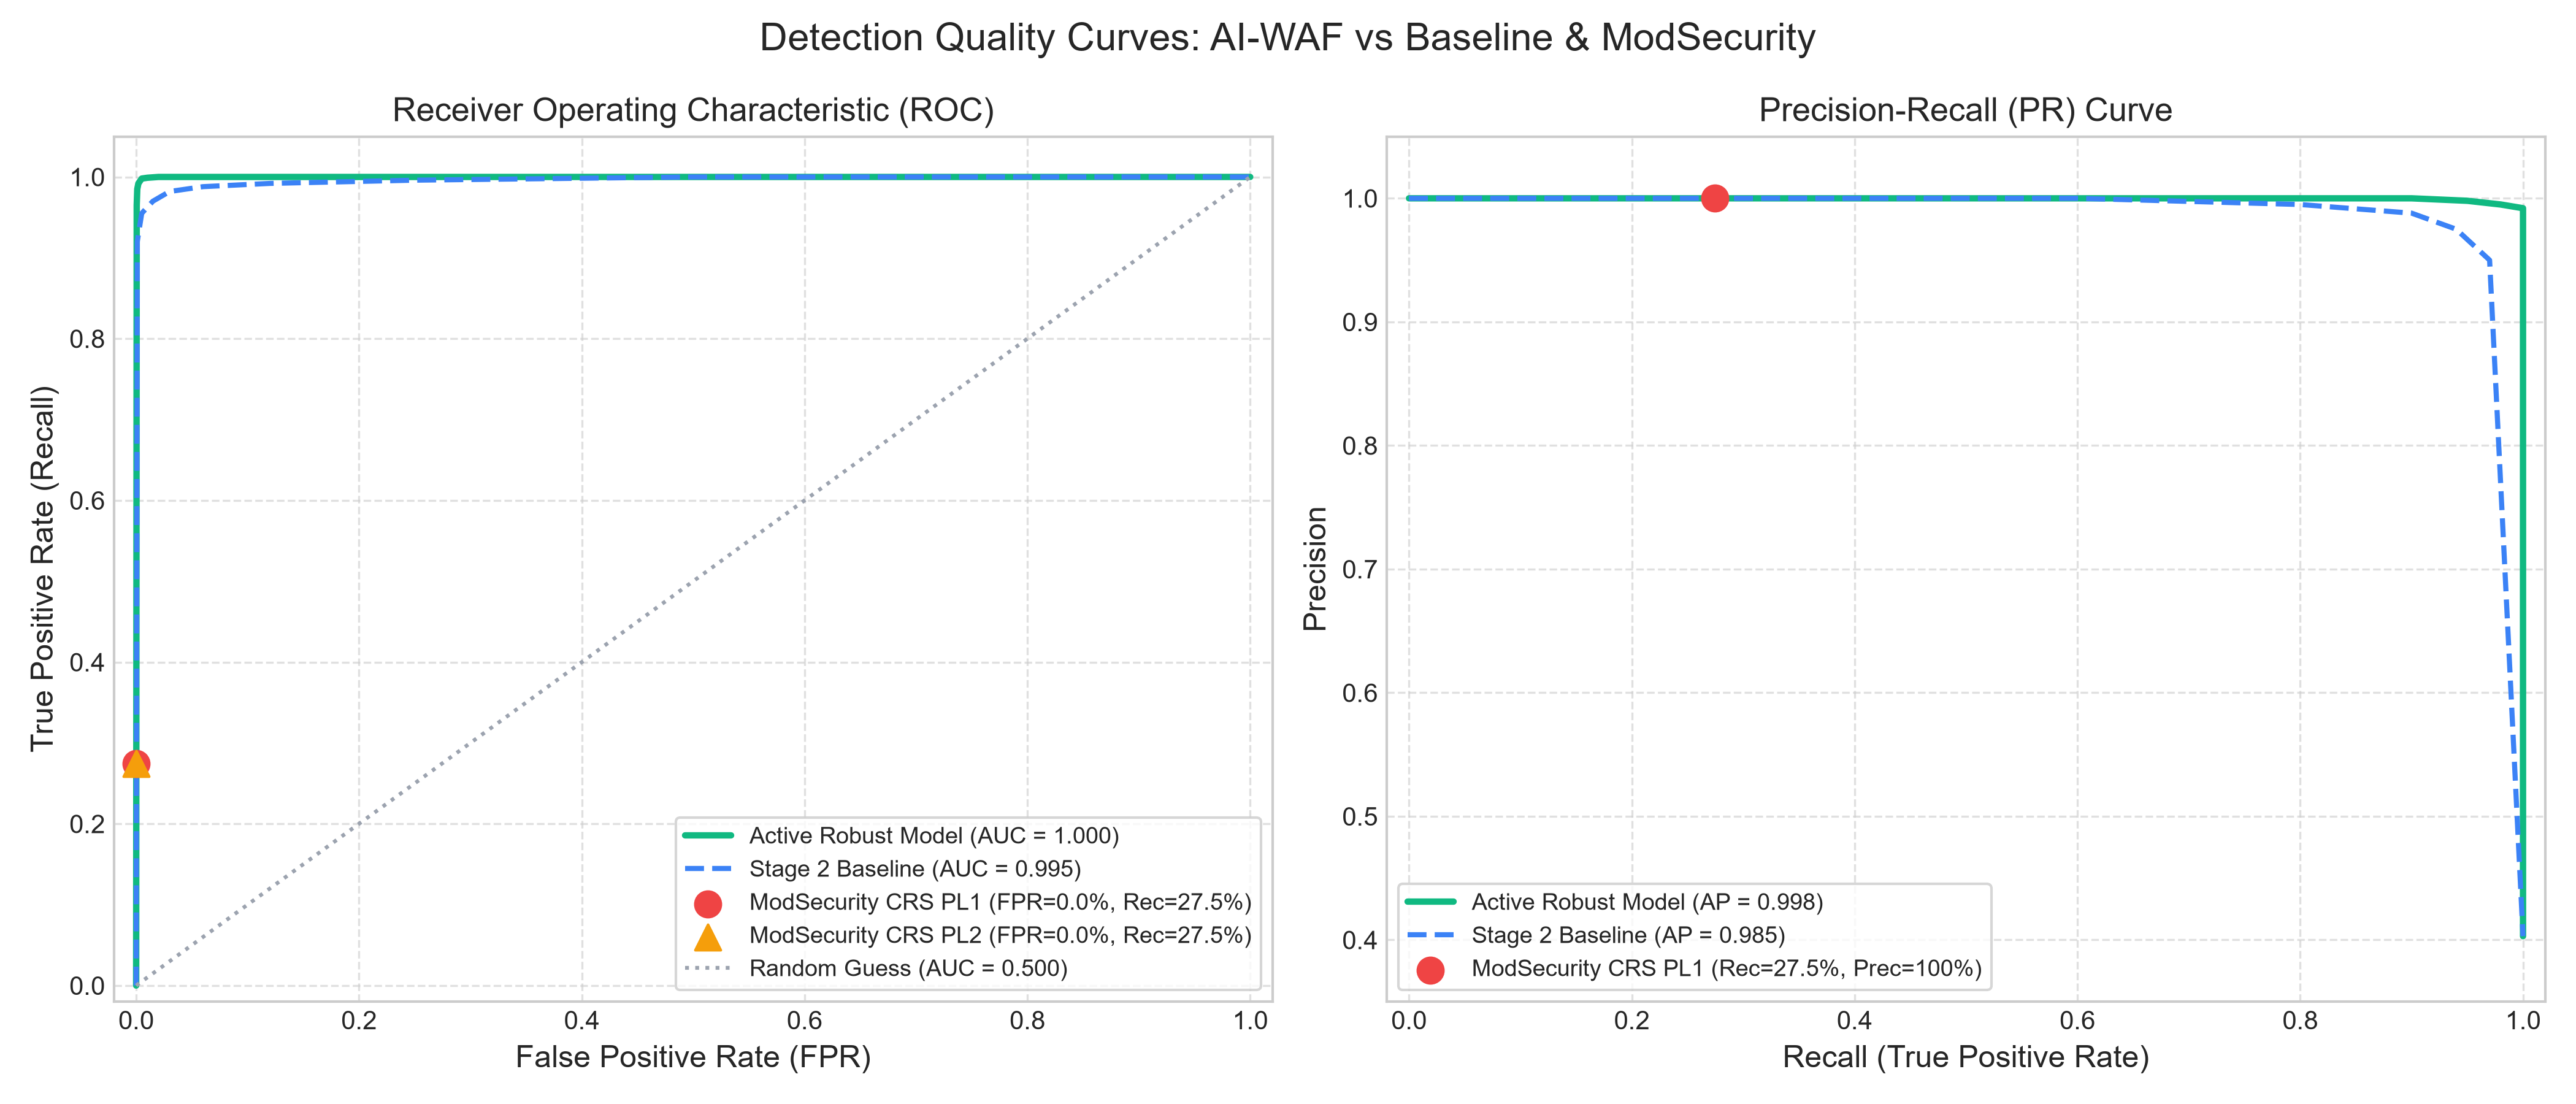 Detection Quality Curves: AI-WAF vs Baseline & ModSecurity
Receiver Operating Characteristic (ROC)
True Positive Rate (Recall)
1.0
0.8
0.6
0.4
0.2
0.0
Active Robust Model (AUC = 1.000)
Stage 2 Baseline (AUC = 0.995)
ModSecurity CRS PL1 (FPR=0.0%, Rec=27.5%)
ModSecurity CRS PL2 (FPR=0.0%, Rec=27.5%)
Random Guess (AUC = 0.500)
0.0 0.2 0.4 0.6 0.8 1.0
False Positive Rate (FPR)
Precision-Recall (PR) Curve
Precision
1.0
0.9
0.8
0.7
0.6
0.5
0.4
Active Robust Model (AP = 0.998)
Stage 2 Baseline (AP = 0.985)
ModSecurity CRS PL1 (Rec=27.5%, Prec=100%)
0.0 0.2 0.4 0.6 0.8 1.0
Recall (True Positive Rate)